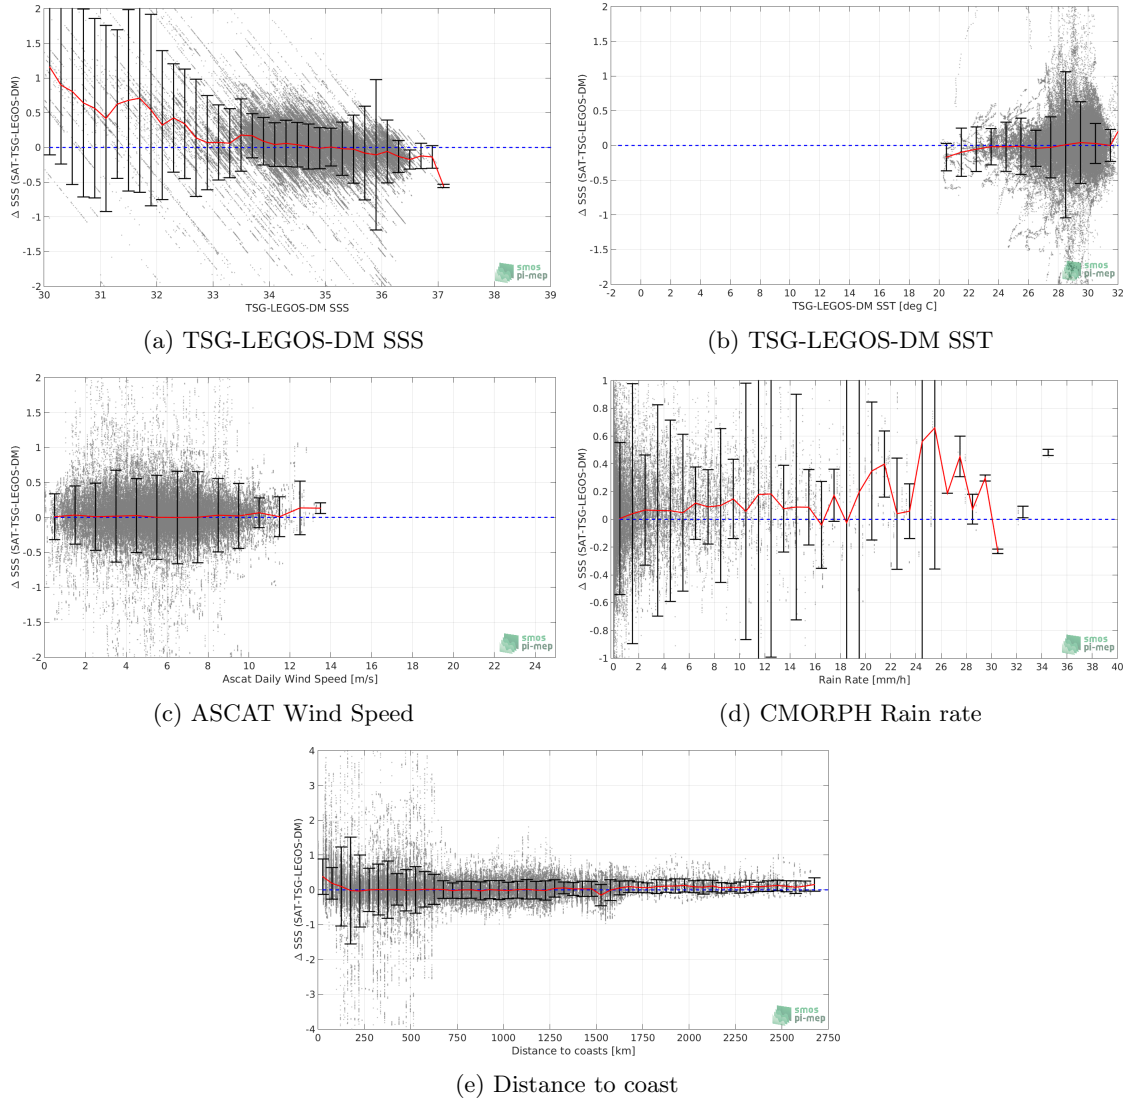 2
1.5
1
0.5
0
-0.5
-1
-1.5
-2
Δ SSS (SAT-TSG-LEGOS-DM)
30 31 32 33 34 35 36 37 38 39
TSG-LEGOS-DM SSS
smos
pi-mep
(a) TSG-LEGOS-DM SSS
2
1.5
1
0.5
0
-0.5
-1
-1.5
-2
Δ SSS (SAT-TSG-LEGOS-DM)
-2 0 2 4 6 8 10 12 14 16 18 20 22 24 26 28 30 32
TSG-LEGOS-DM SST [deg C]
smos
pi-mep
(b) TSG-LEGOS-DM SST
2
1.5
1
0.5
0
-0.5
-1
-1.5
-2
Δ SSS (SAT-TSG-LEGOS-DM)
0 2 4 6 8 10 12 14 16 18 20 22 24
Ascat Daily Wind Speed [m/s]
smos
pi-mep
(c) ASCAT Wind Speed
1
0.8
0.6
0.4
0.2
0
-0.2
-0.4
-0.6
-0.8
-1
Δ SSS (SAT-TSG-LEGOS-DM)
0 2 4 6 8 10 12 14 16 18 20 22 24 26 28 30 32 34 36 38 40
Rain Rate [mm/h]
smos
pi-mep
(d) CMORPH Rain rate
4
3
2
1
0
-1
-2
-3
-4
Δ SSS (SAT-TSG-LEGOS-DM)
0 250 500 750 1000 1250 1500 1750 2000 2250 2500 2750
Distance to coasts [km]
smos
pi-mep
(e) Distance to coast